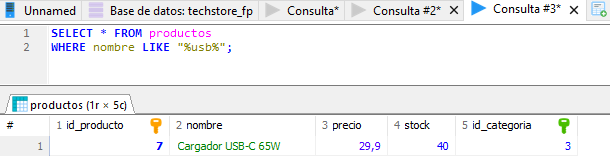 Unnamed Base de datos: techstore_fp Consulta* Consulta #2* Consulta #3*
1 SELECT * FROM productos
2 WHERE nombre LIKE "%usb%";
productos (1r × 5c)
# 1 id_producto 2 nombre 3 precio 4 stock 5 id_categoria
1 7 Cargador USB-C 65W 29,9 40 3